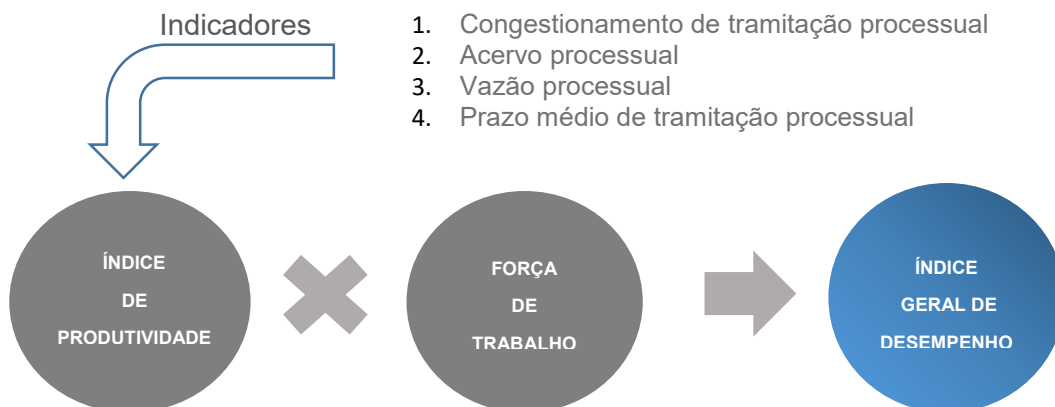 Indicadores
1. Congestionamento de tramitação processual
2. Acervo processual
3. Vazão processual
4. Prazo médio de tramitação processual
ÍNDICE
DE
PRODUTIVIDADE
FORÇA
DE
TRABALHO
ÍNDICE
GERAL DE
DESEMPENHO